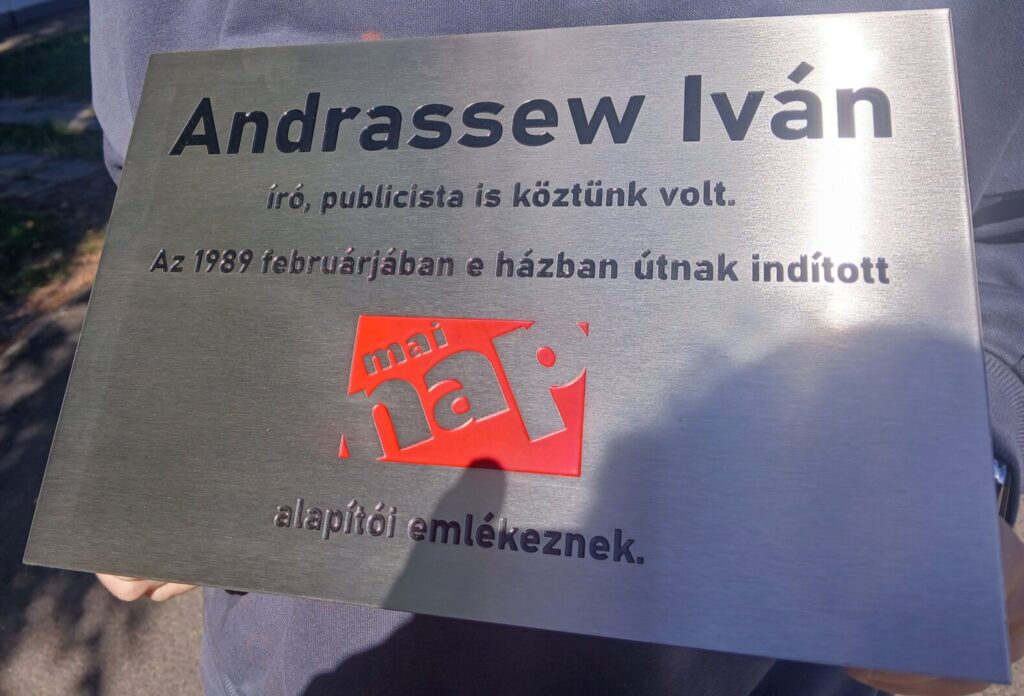 Andrassew Iván
író, publicista is köztünk volt.
Az 1989 februárjában e házban útnak indított
mai
nap
alapítói emlékeznek.